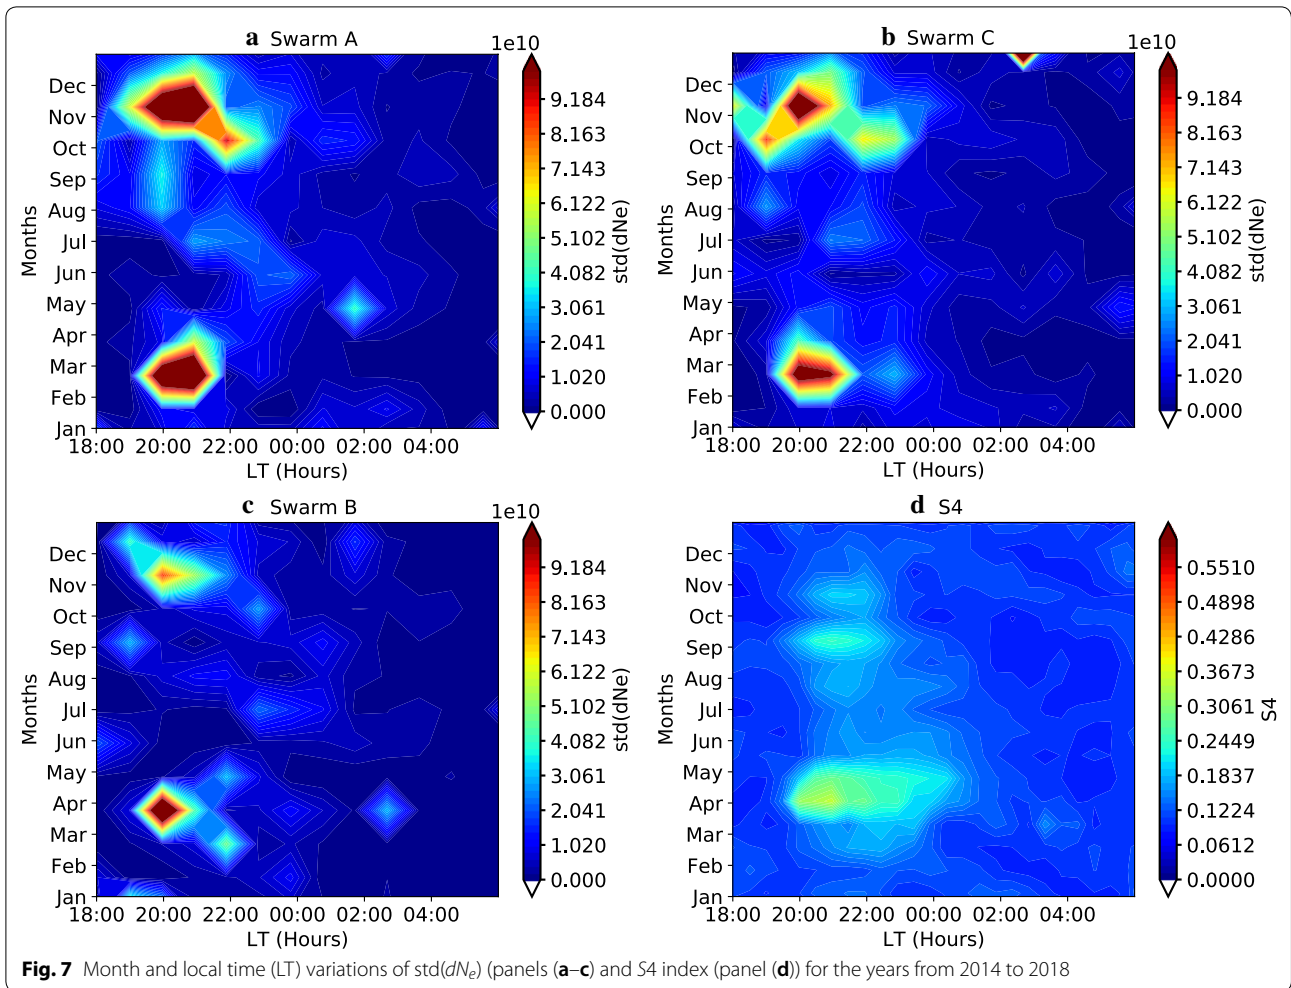 a Swarm A
1e10
Dec
Nov
Oct
Sep
Aug
Jul
Jun
May
Apr
Mar
Feb
Jan
Months
18:00 20:00 22:00 00:00 02:00 04:00
LT (Hours)
9.184
8.163
7.143
6.122
5.102
4.082
3.061
2.041
1.020
0.000
std(dNe)
b Swarm C
1e10
Dec
Nov
Oct
Sep
Aug
Jul
Jun
May
Apr
Mar
Feb
Jan
Months
18:00 20:00 22:00 00:00 02:00 04:00
LT (Hours)
9.184
8.163
7.143
6.122
5.102
4.082
3.061
2.041
1.020
0.000
std(dNe)
c Swarm B
1e10
Dec
Nov
Oct
Sep
Aug
Jul
Jun
May
Apr
Mar
Feb
Jan
Months
18:00 20:00 22:00 00:00 02:00 04:00
LT (Hours)
9.184
8.163
7.143
6.122
5.102
4.082
3.061
2.041
1.020
0.000
std(dNe)
d S4
Dec
Nov
Oct
Sep
Aug
Jul
Jun
May
Apr
Mar
Feb
Jan
Months
18:00 20:00 22:00 00:00 02:00 04:00
LT (Hours)
0.5510
0.4898
0.4286
0.3673
0.3061
0.2449
0.1837
0.1224
0.0612
0.0000
S4
Fig. 7 Month and local time (LT) variations of std(dNₑ) (panels (a–c) and S4 index (panel (d)) for the years from 2014 to 2018